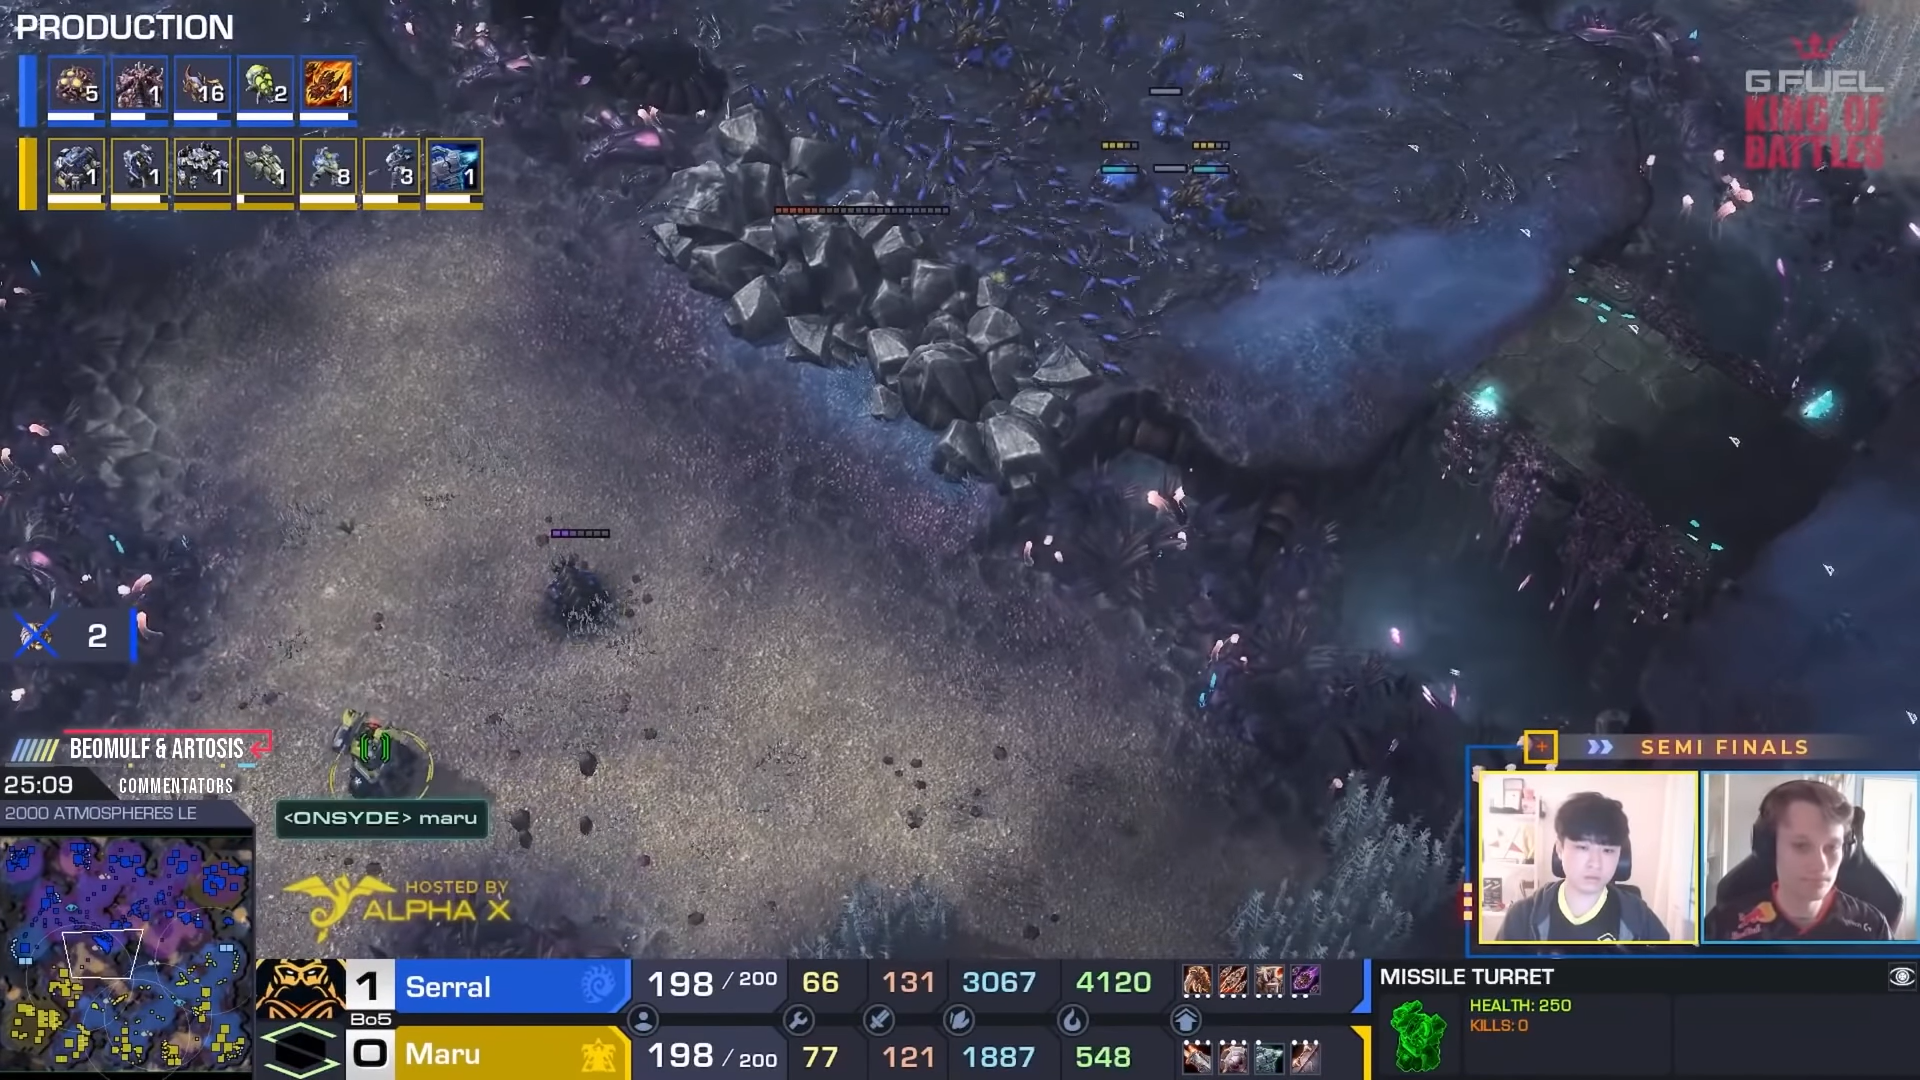 PRODUCTION
5 1 16 2 1
1 1 1 1 8 3 1
G FUEL
KING OF
BATTLES
2
BEOMULF & ARTOSIS
COMMENTATORS
25:09
2000 ATMOSPHERES LE
<ONSYDE> maru
HOSTED BY
ALPHA X
SEMI FINALS
1 Serral 198 / 200 66 131 3067 4120
Bo5
0 Maru 198 / 200 77 121 1887 548
MISSILE TURRET
HEALTH: 250
KILLS: 0